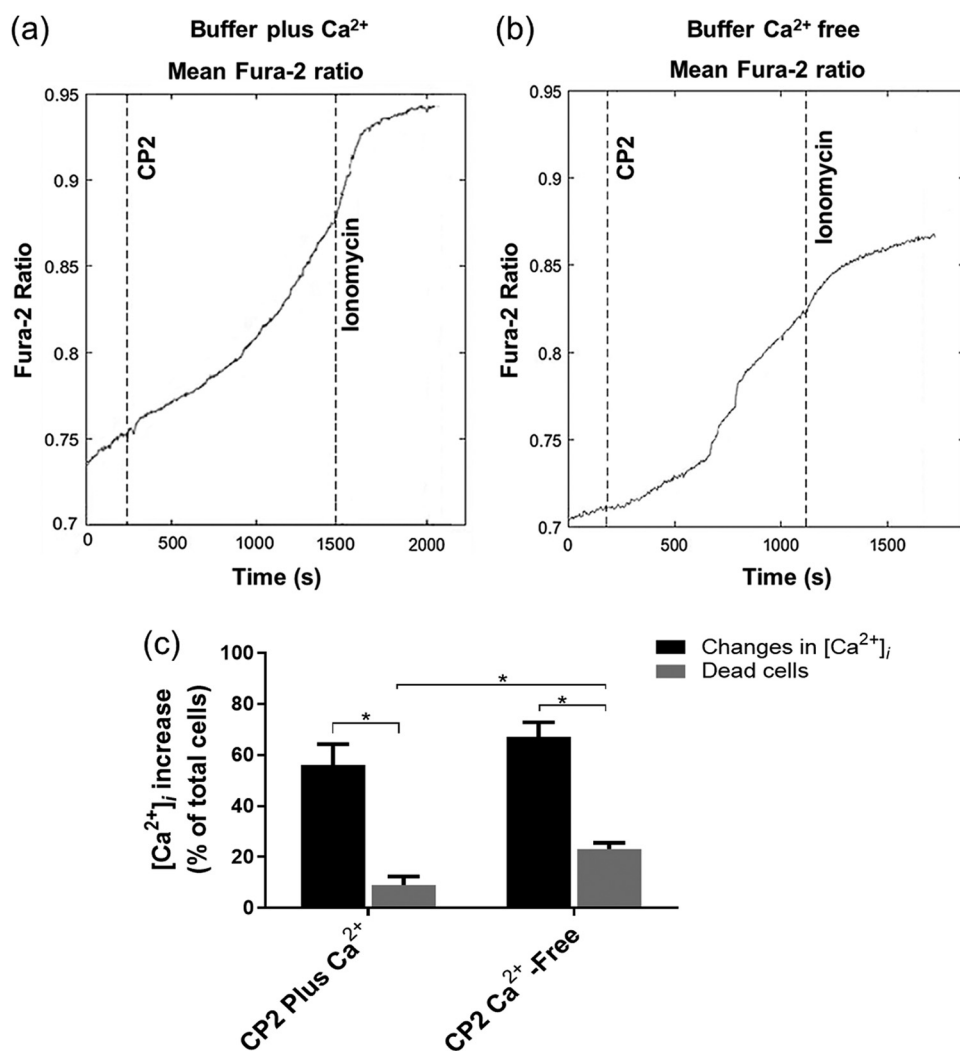 (a)
Buffer plus Ca²⁺
Mean Fura-2 ratio
0.95
0.9
0.85
0.8
0.75
0.7
Fura-2 Ratio
CP2
Ionomycin
0
500
1000
1500
2000
Time (s)
(b)
Buffer Ca²⁺ free
Mean Fura-2 ratio
0.95
0.9
0.85
0.8
0.75
0.7
Fura-2 Ratio
CP2
Ionomycin
0
500
1000
1500
Time (s)
(c)
[Ca²⁺]i increase
(% of total cells)
100
80
60
40
20
0
*
*
*
Changes in [Ca²⁺]i
Dead cells
CP2 Plus Ca²⁺
CP2 Ca²⁺ -Free